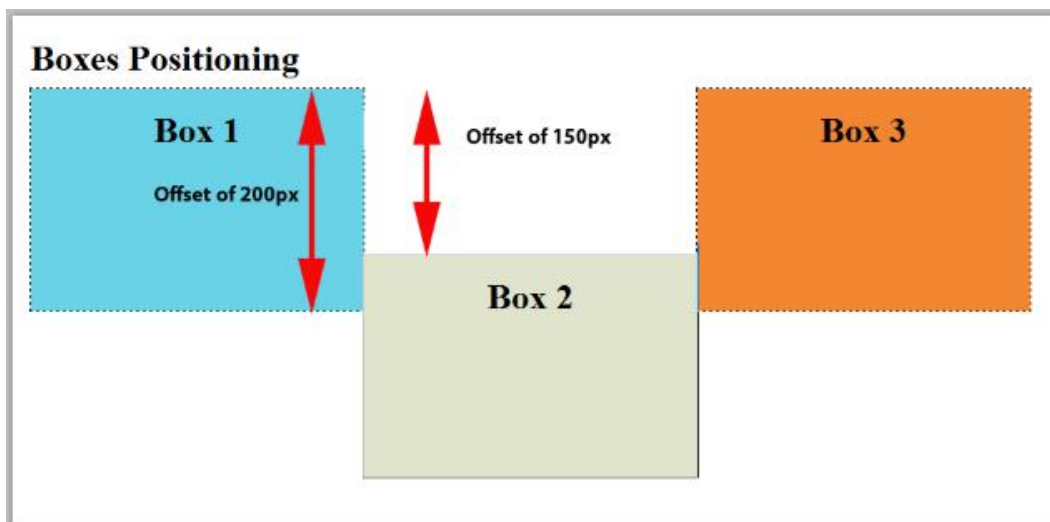 Boxes Positioning
Box 1
Offset of 150px
Box 3
Offset of 200px
Box 2